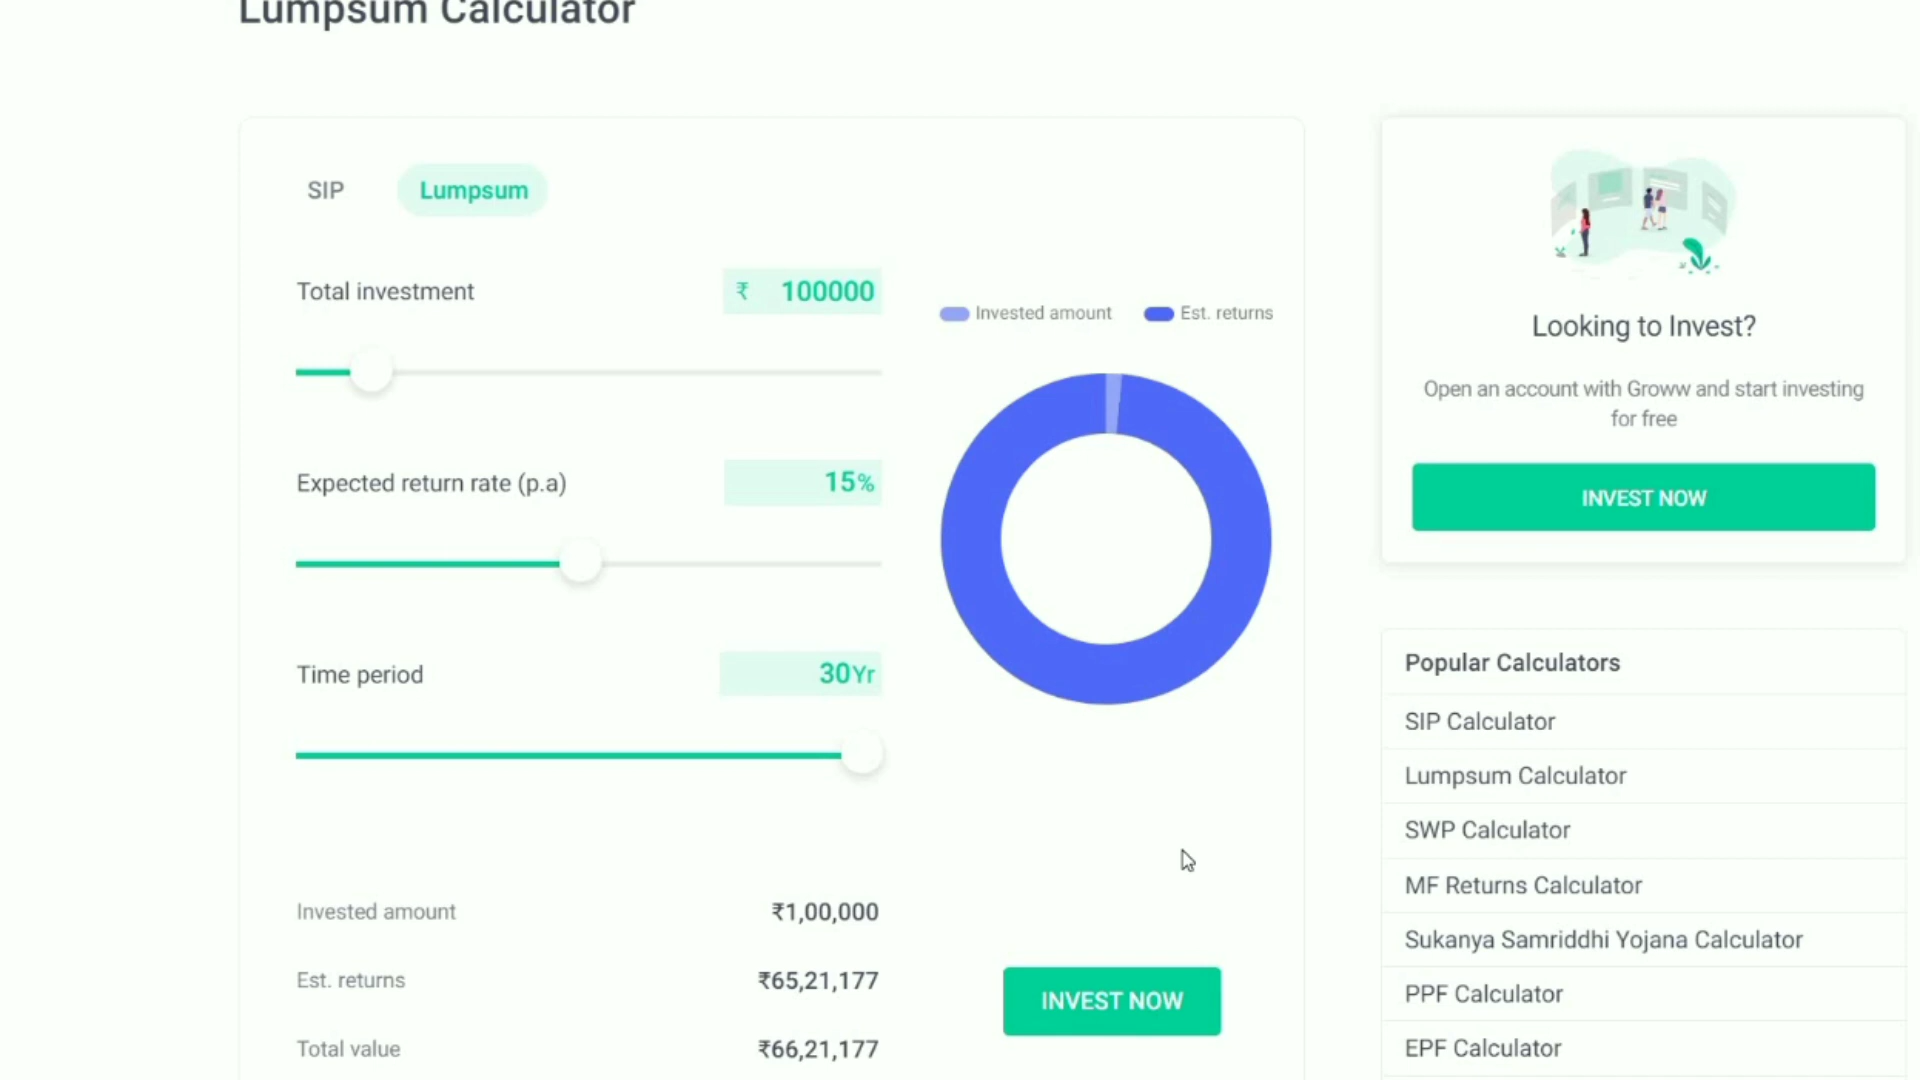 Lumpsum Calculator
SIP
Lumpsum
Total investment
₹ 100000
Expected return rate (p.a)
15%
Time period
30Yr
Invested amount
₹1,00,000
Est. returns
₹65,21,177
Total value
₹66,21,177
Invested amount
Est. returns
INVEST NOW
Looking to Invest?
Open an account with Groww and start investing
for free
INVEST NOW
Popular Calculators
SIP Calculator
Lumpsum Calculator
SWP Calculator
MF Returns Calculator
Sukanya Samriddhi Yojana Calculator
PPF Calculator
EPF Calculator